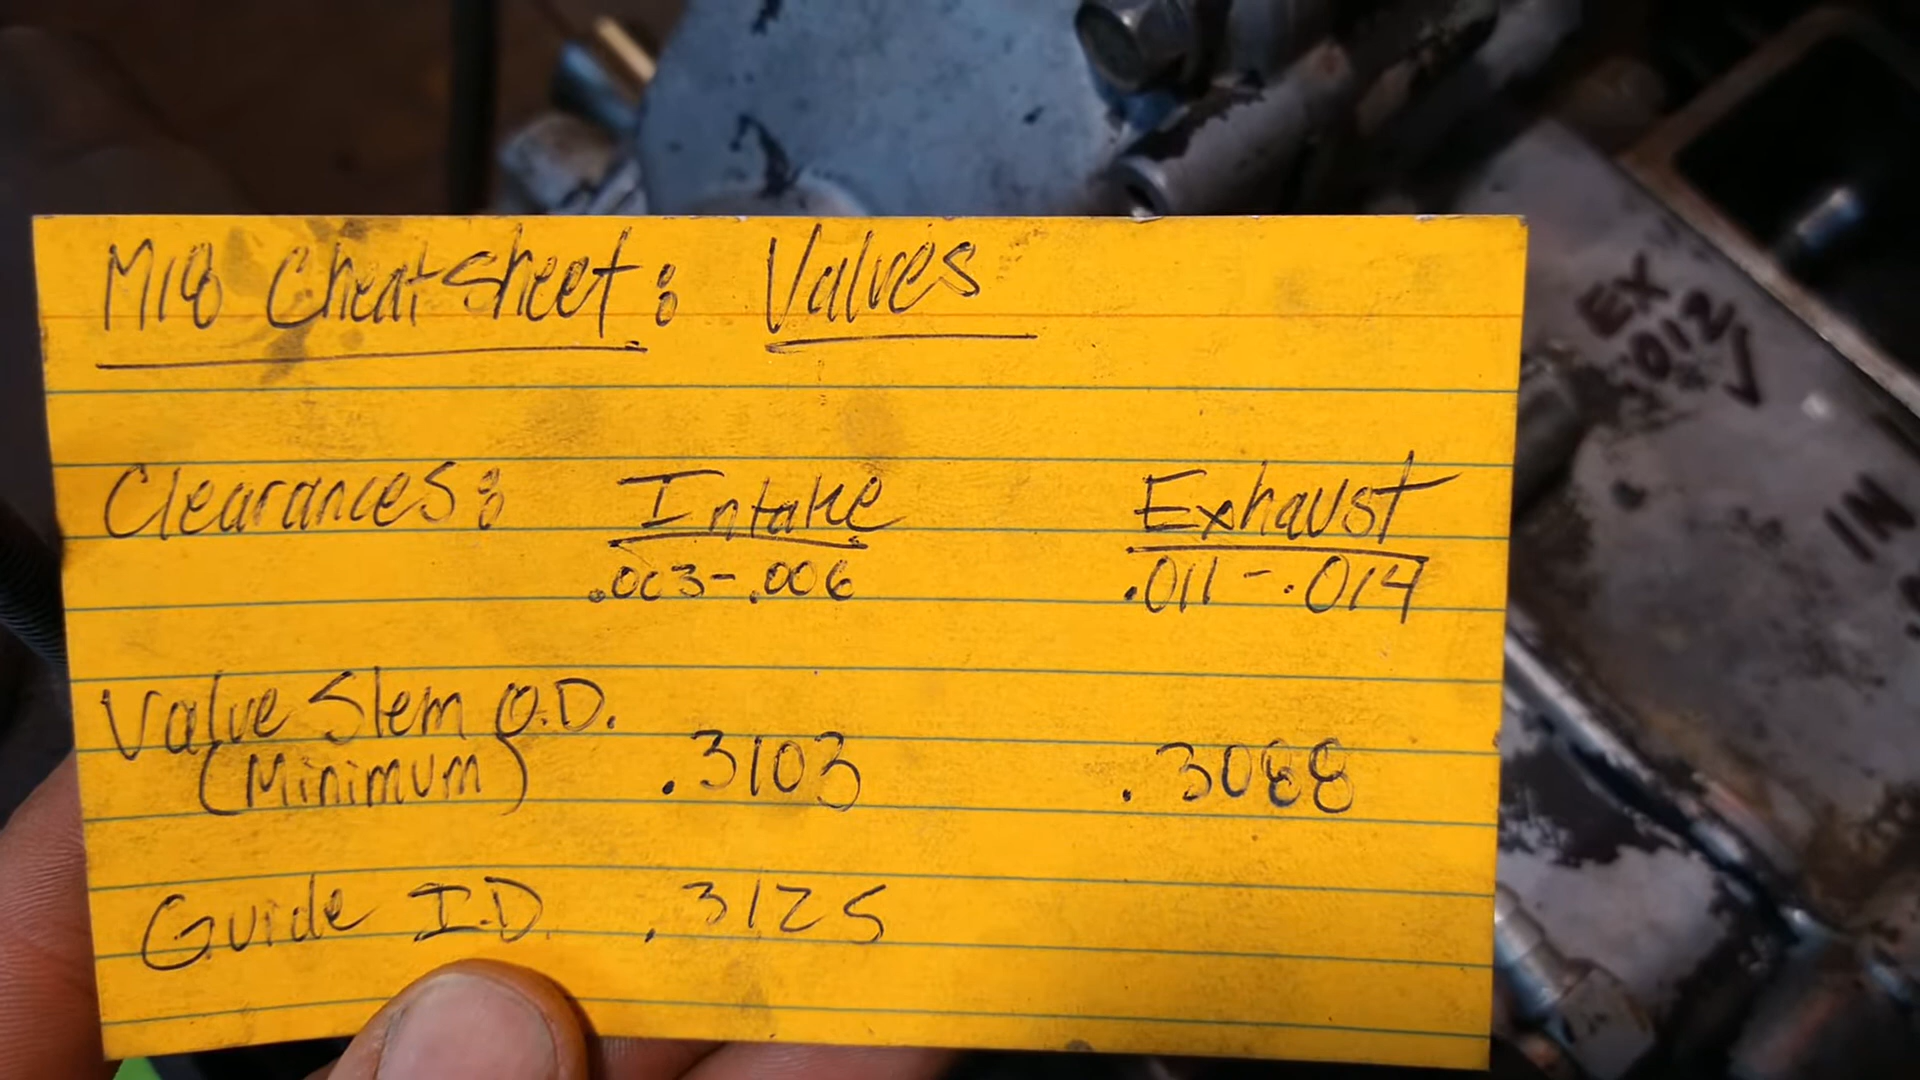 M18 Cheat Sheet: Valves
Clearances: Intake Exhaust
.003-.006 .011-.014
Valve Stem O.D.
(Minimum) .3103 .3088
Guide I.D. .3125
EX
.012
IN